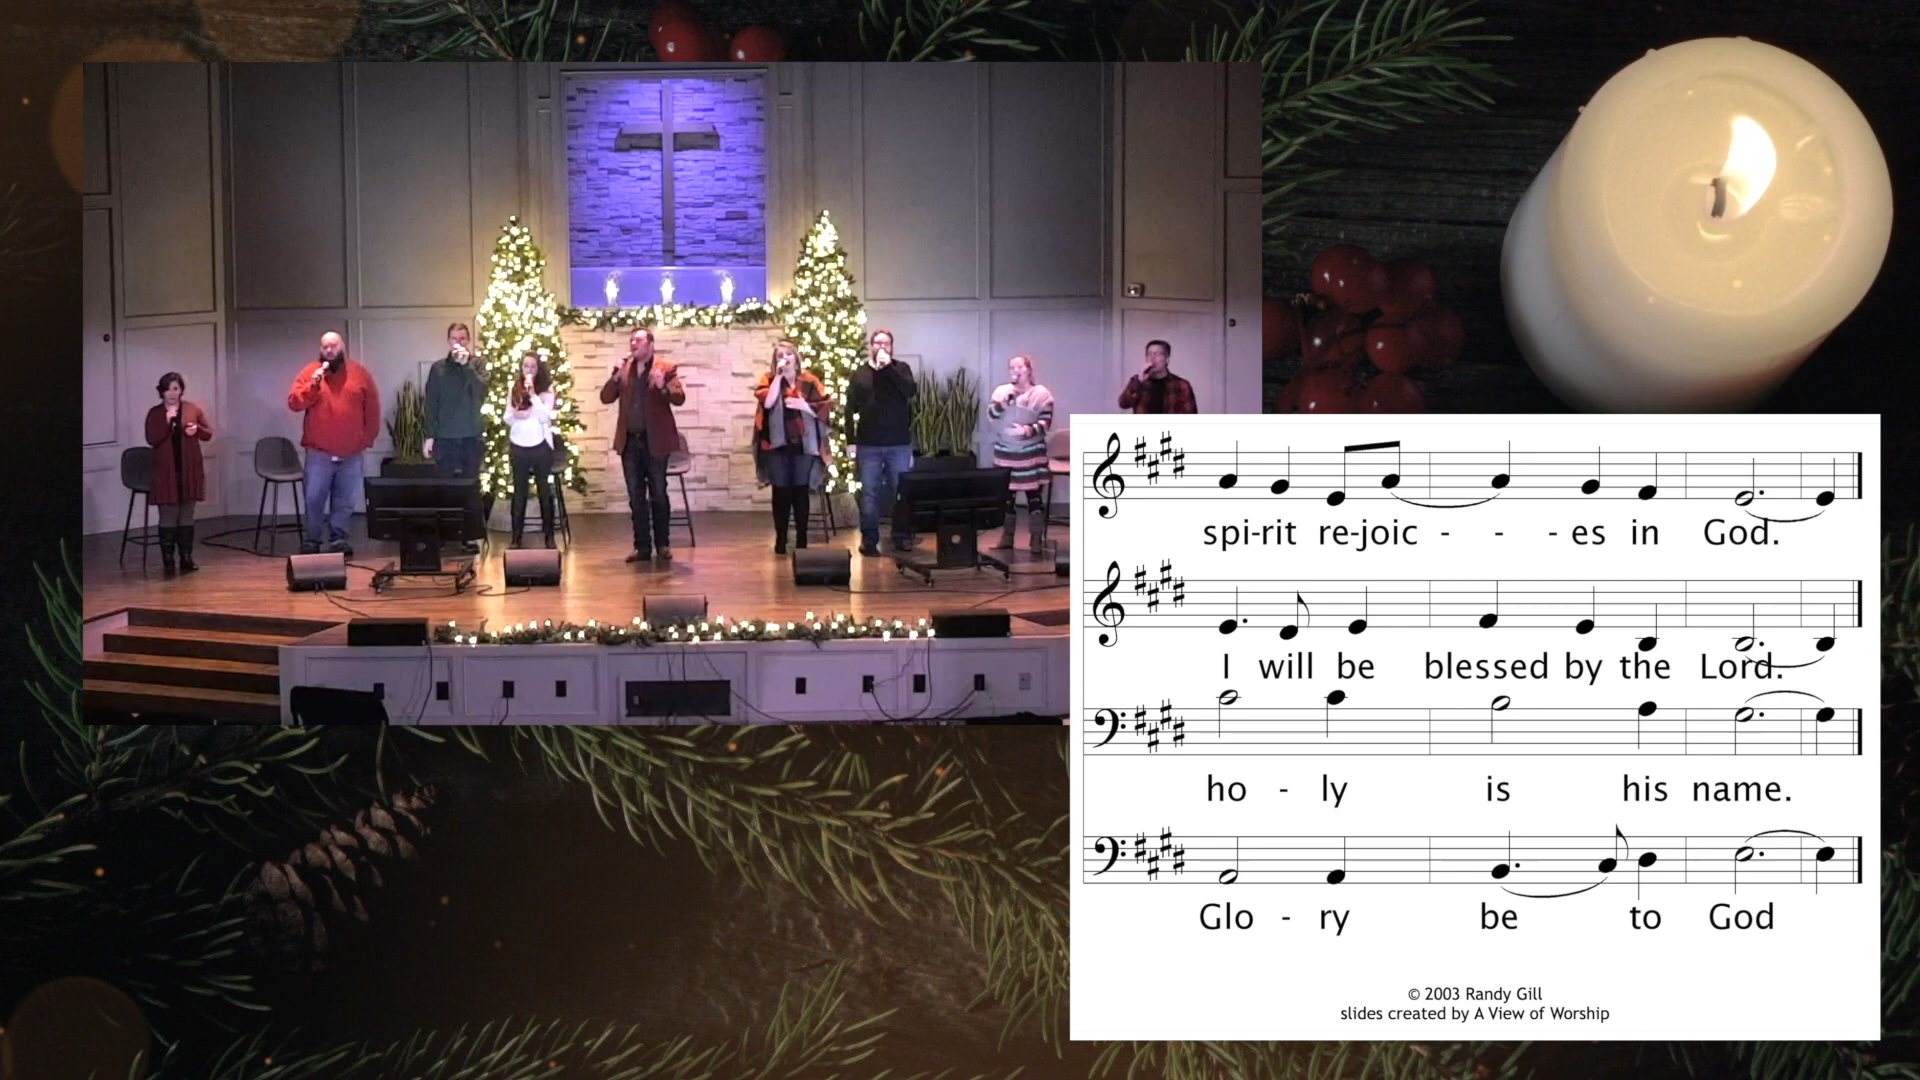 spi-rit re-joic - - - es in God.
I will be blessed by the Lord.
ho - ly is his name.
Glo - ry be to God
© 2003 Randy Gill
slides created by A View of Worship